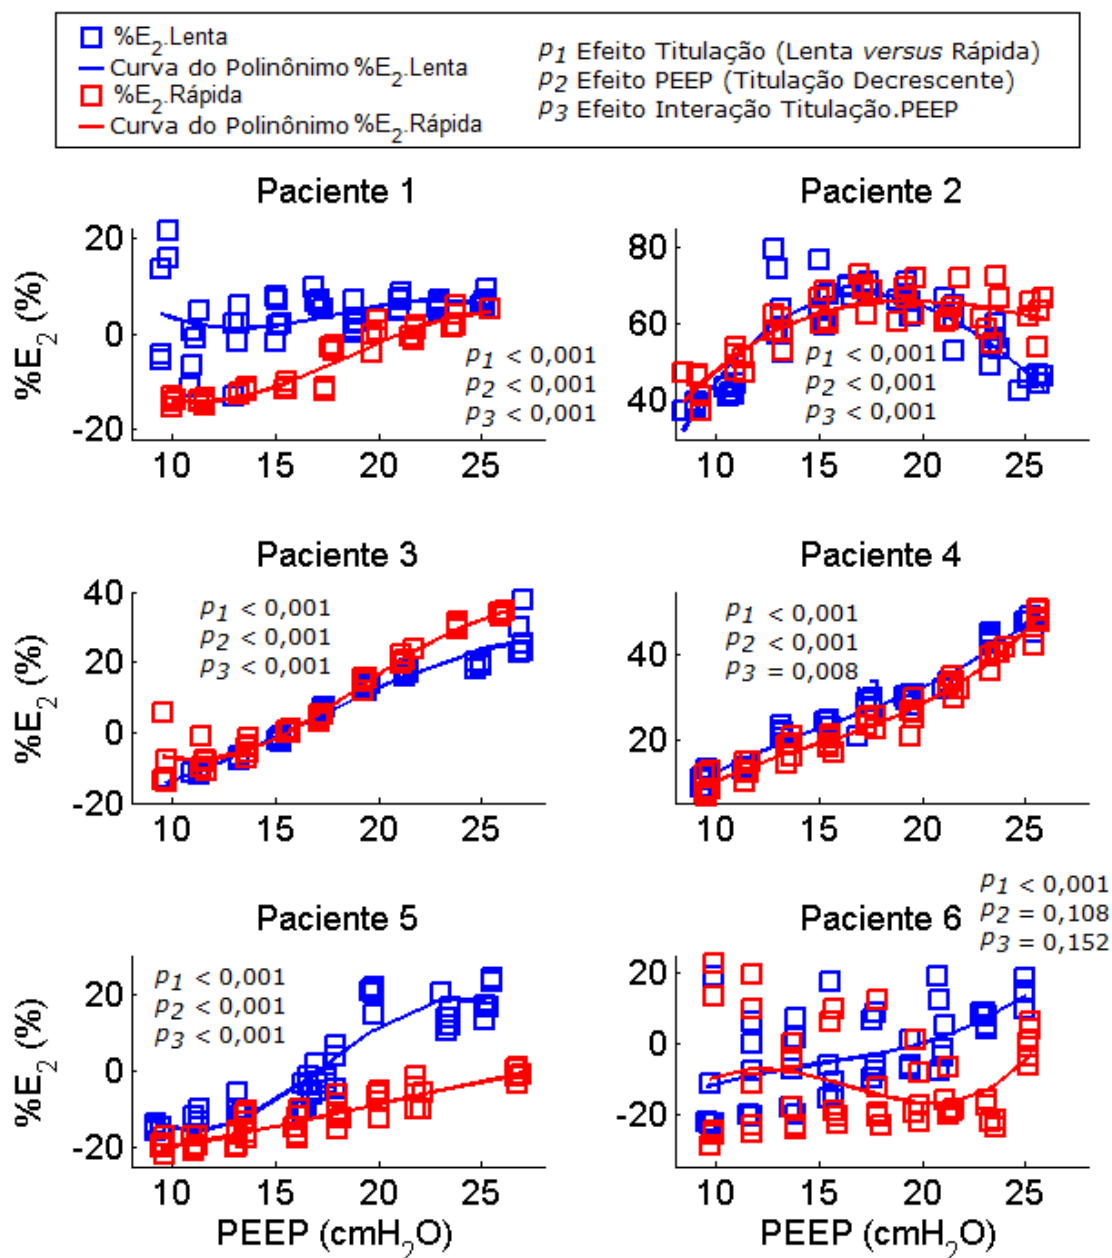 %E2.Lenta
Curva do Polinônimo %E2.Lenta
%E2.Rápida
Curva do Polinônimo %E2.Rápida
p1 Efeito Titulação (Lenta versus Rápida)
p2 Efeito PEEP (Titulação Decrescente)
p3 Efeito Interação Titulação.PEEP
Paciente 1
%E2 (%)
20
0
-20
p1 < 0,001
p2 < 0,001
p3 < 0,001
10 15 20 25
Paciente 2
80
60
40
p1 < 0,001
p2 < 0,001
p3 < 0,001
10 15 20 25
Paciente 3
%E2 (%)
40
20
0
-20
p1 < 0,001
p2 < 0,001
p3 < 0,001
10 15 20 25
Paciente 4
40
20
p1 < 0,001
p2 < 0,001
p3 = 0,008
10 15 20 25
Paciente 5
%E2 (%)
20
0
-20
p1 < 0,001
p2 < 0,001
p3 < 0,001
10 15 20 25
PEEP (cmH2O)
Paciente 6
p1 < 0,001
p2 = 0,108
p3 = 0,152
20
0
-20
10 15 20 25
PEEP (cmH2O)